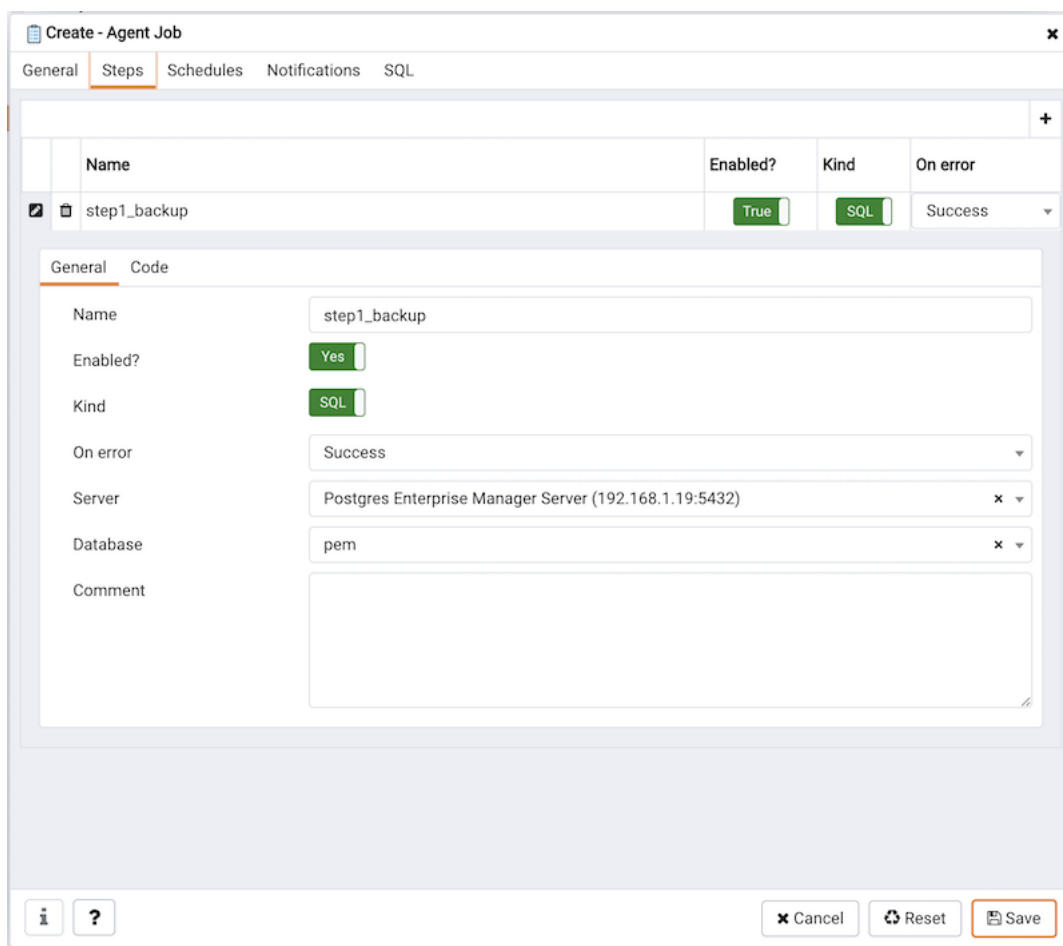 Create - Agent Job
General Steps Schedules Notifications SQL
Name Enabled? Kind On error
step1_backup True SQL Success
General Code
Name step1_backup
Enabled? Yes
Kind SQL
On error Success
Server Postgres Enterprise Manager Server (192.168.1.19:5432)
Database pem
Comment
i ? Cancel Reset Save